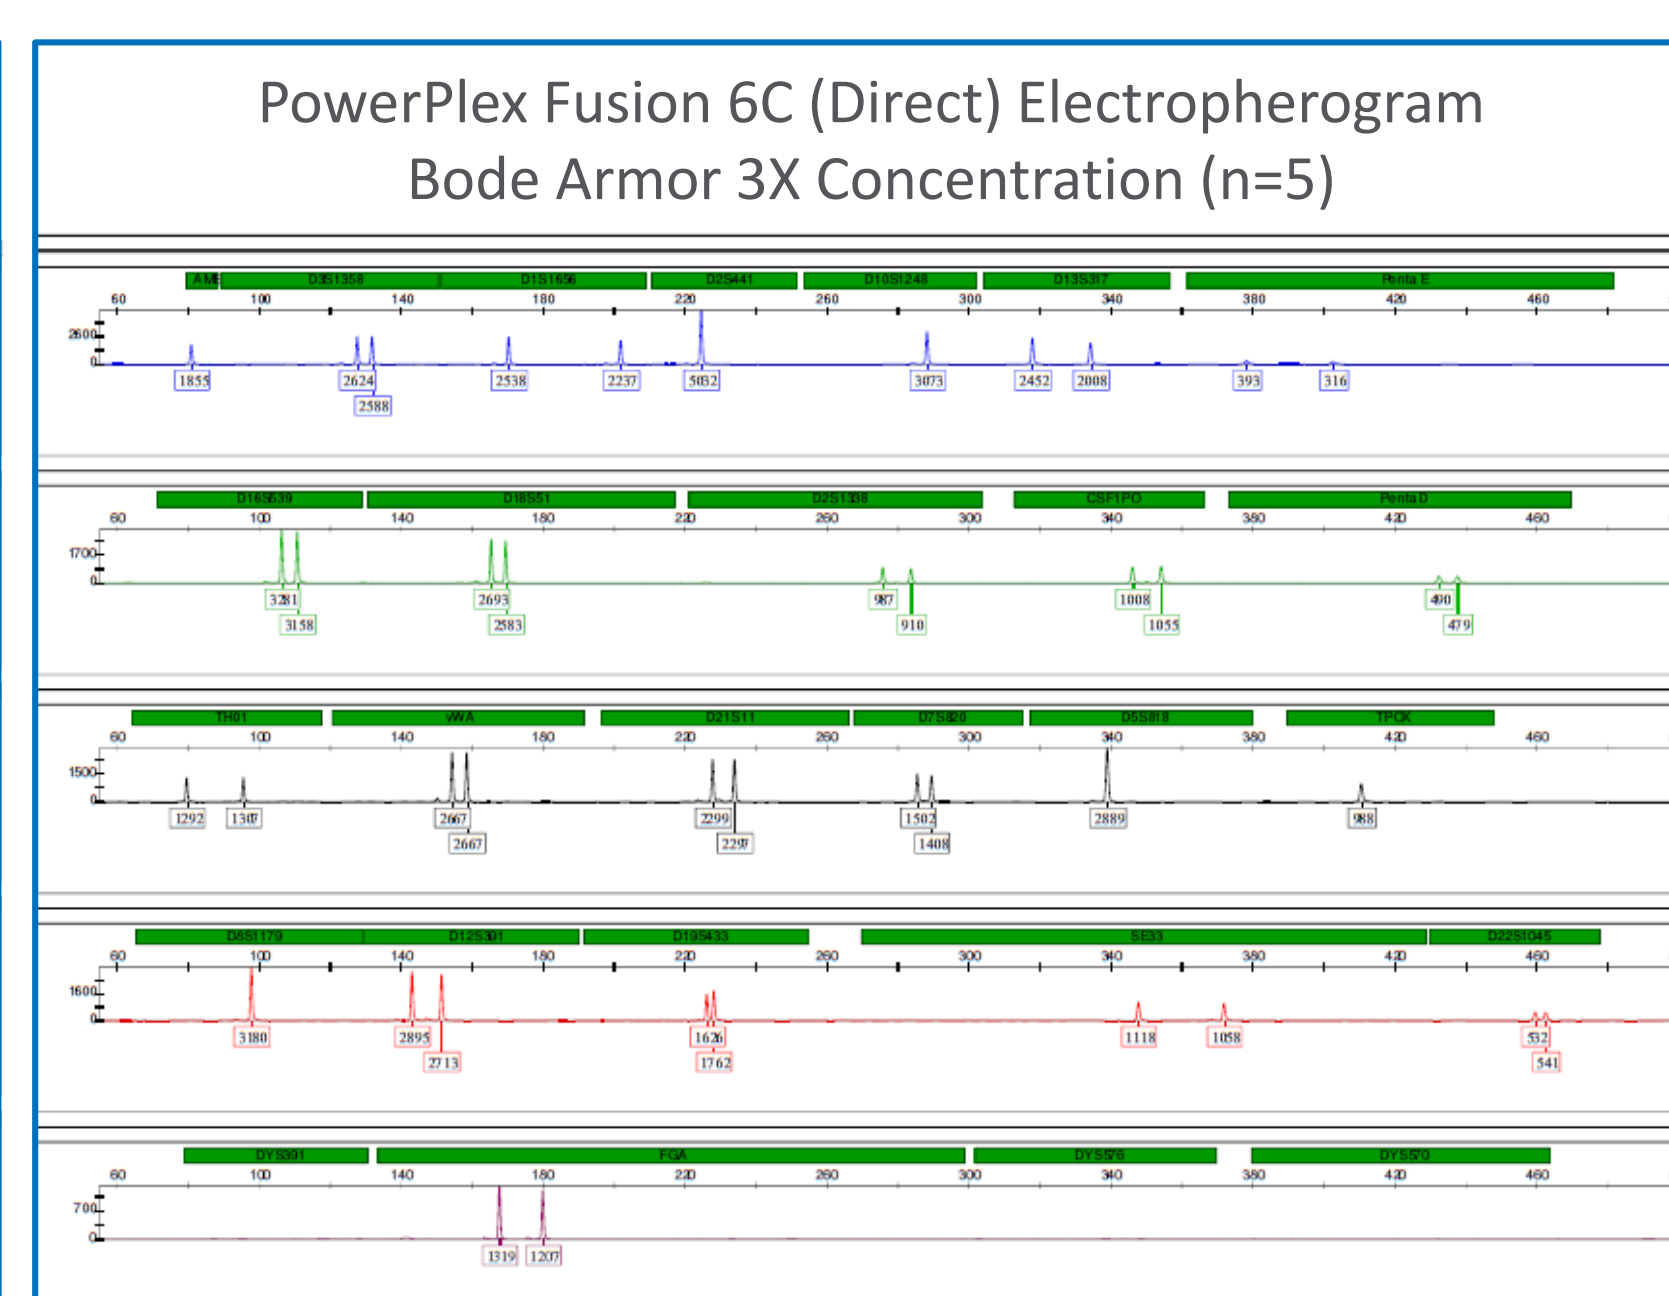 PowerPlex Fusion 6C (Direct) Electropherogram
Bode Armor 3X Concentration (n=5)
AME D3S1358 D1S1656 D2S441 D10S1248 D13S317 Penta E
60 100 140 180 220 260 300 340 380 420 460
2600
0
1855 2624 2538 2237 5032 3073 2452 2008 393 316
2588
D16S539 D18S51 D2S1338 CSF1PO Penta D
60 100 140 180 220 260 300 340 380 420 460
1700
0
3281 2693 987 1008 490
3158 2583 910 1055 479
TH01 vWA D21S11 D7S820 D5S818 TPOX
60 100 140 180 220 260 300 340 380 420 460
1500
0
1292 1307 2667 2299 1502 2889 988
2667 2297 1408
D8S1179 D12S391 D19S433 SE33 D22S1045
60 100 140 180 220 260 300 340 380 420 460
1600
0
3180 2895 1626 1118 1058 532
2713 1762 541
DYS391 FGA DYS576 DYS570
60 100 140 180 220 260 300 340 380 420 460
700
0
1319 1207